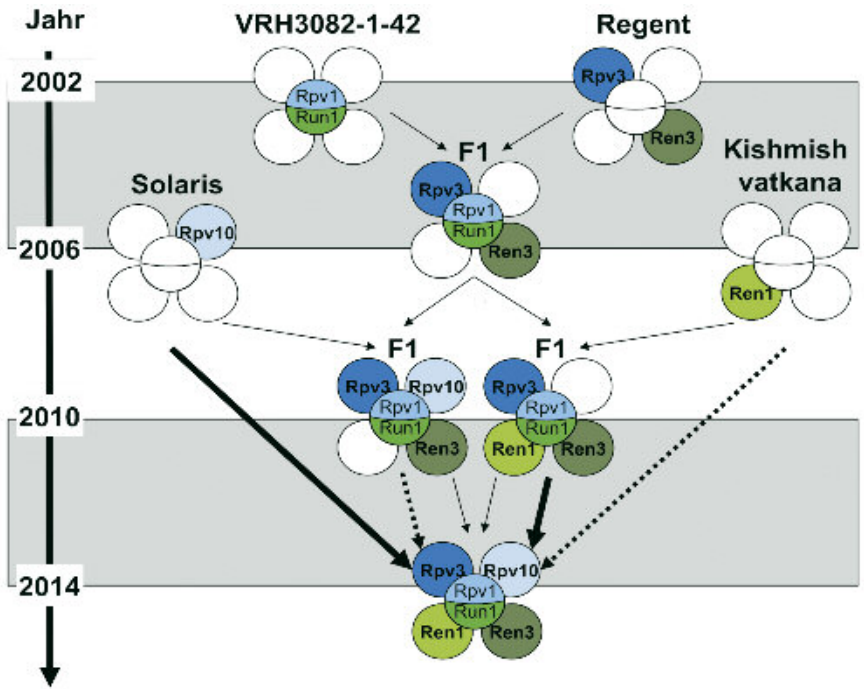 Jahr
VRH3082-1-42
Regent
2002
Rpv1
Run1
Rpv3
Ren3
F1
Rpv3
Rpv1
Run1
Ren3
Solaris
Rpv10
Kishmish
vatkana
Ren1
2006
F1
Rpv3
Rpv10
Rpv1
Run1
Ren3
F1
Rpv3
Rpv1
Run1
Ren1
Ren3
2010
Rpv3
Rpv10
Rpv1
Run1
Ren1
Ren3
2014